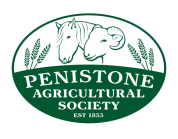 PENISTONE
AGRICULTURAL
SOCIETY
EST 1853